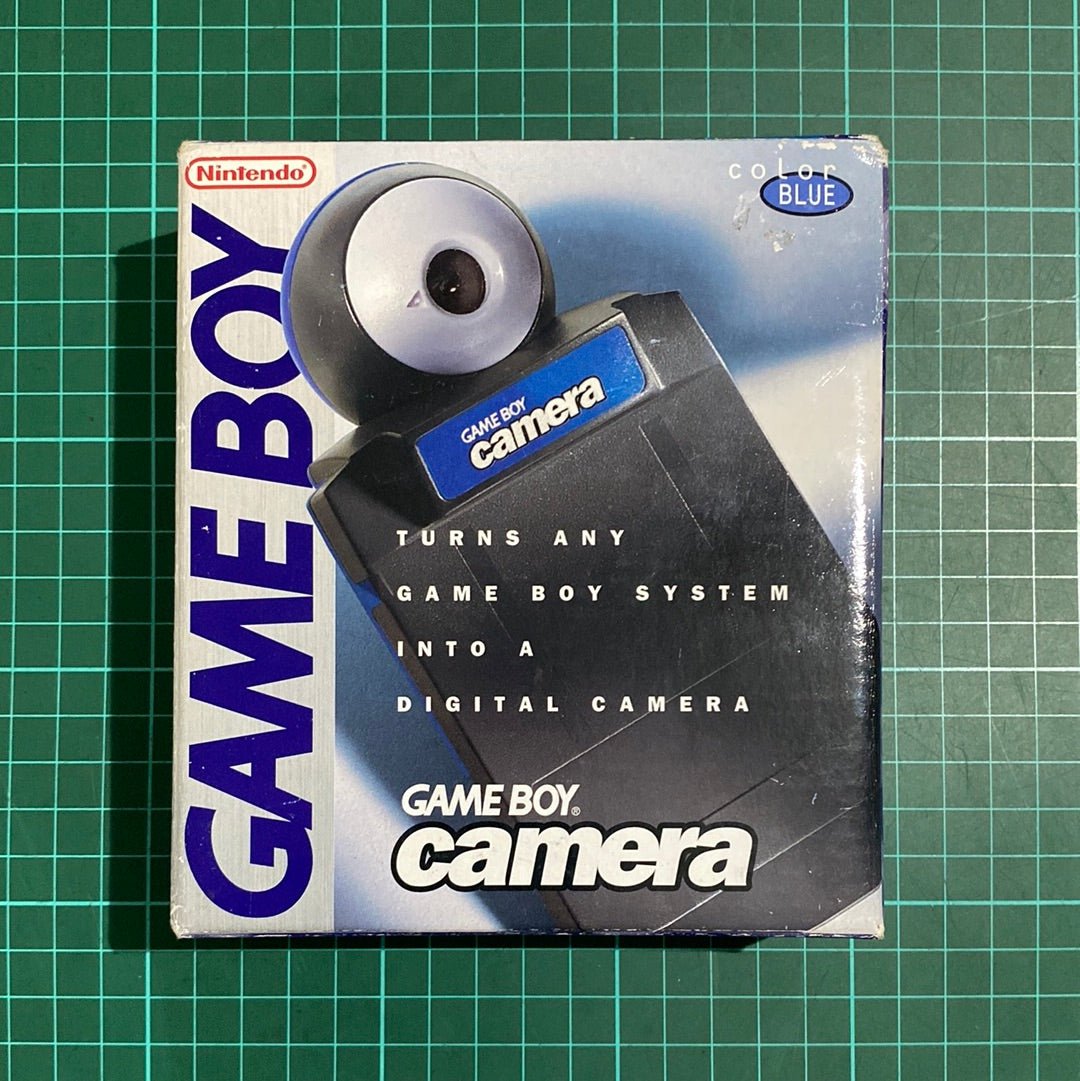 Nintendo®
color
BLUE
GAME BOY
GAME BOY
camera
TURNS ANY
GAME BOY SYSTEM
INTO A
DIGITAL CAMERA
GAME BOY®
camera